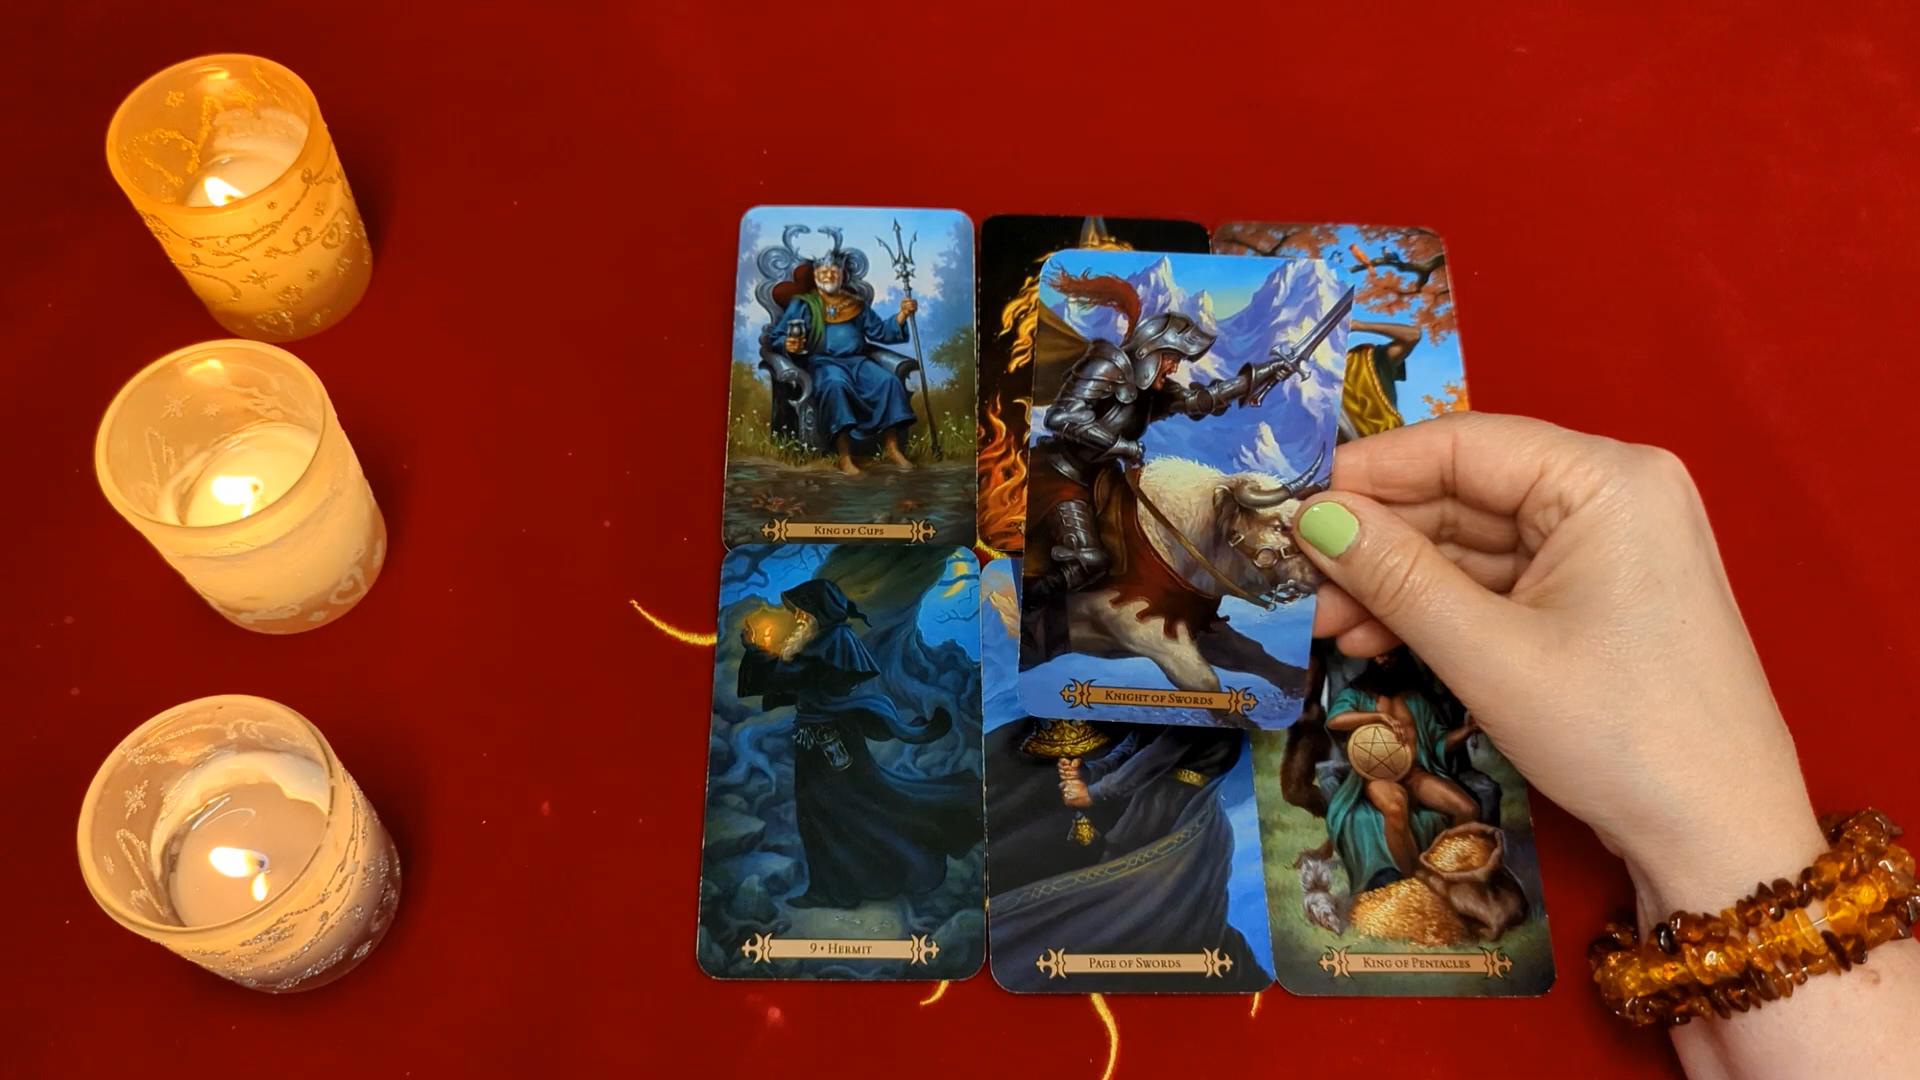 King of Cups
Knight of Swords
9 • Hermit
Page of Swords
King of Pentacles